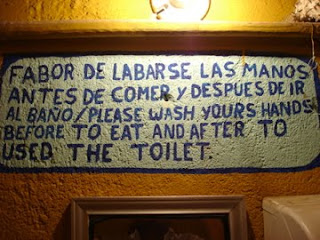 FABOR DE LABARSE LAS MANOS
ANTES DE COMER Y DESPUES DE IR
AL BAÑO/PLEASE WASH YOURS HANDS
BEFORE TO EAT AND AFTER TO
USED THE TOILET.